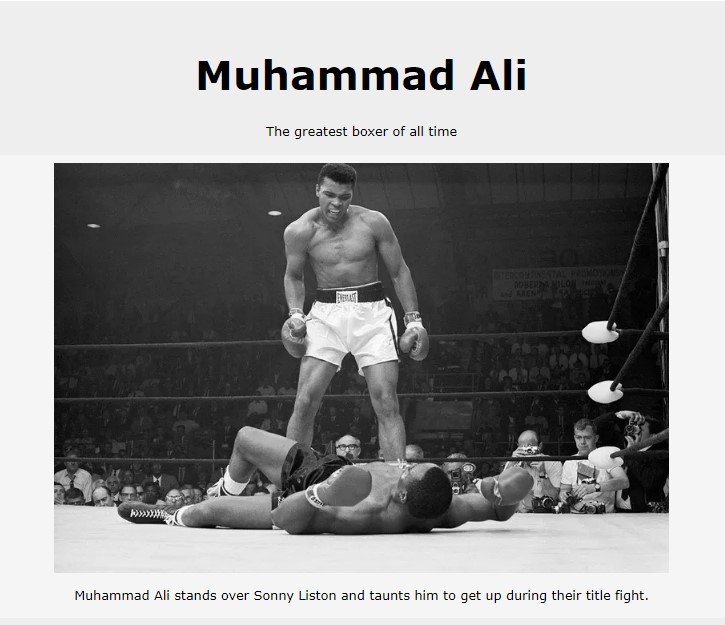 Muhammad Ali
The greatest boxer of all time
EVERLAST
Muhammad Ali stands over Sonny Liston and taunts him to get up during their title fight.